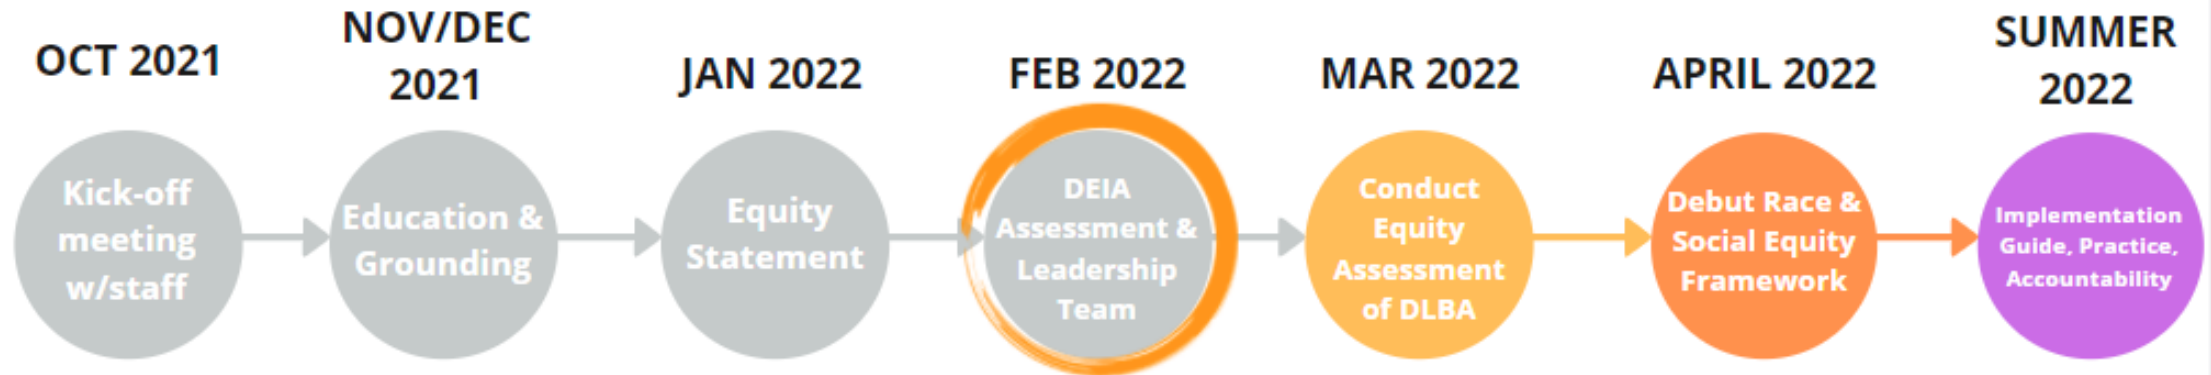 OCT 2021
Kick-off
meeting
w/staff
NOV/DEC
2021
Education &
Grounding
JAN 2022
Equity
Statement
FEB 2022
DEIA
Assessment &
Leadership
Team
MAR 2022
Conduct
Equity
Assessment
of DLBA
APRIL 2022
Debut Race &
Social Equity
Framework
SUMMER
2022
Implementation
Guide, Practice,
Accountability